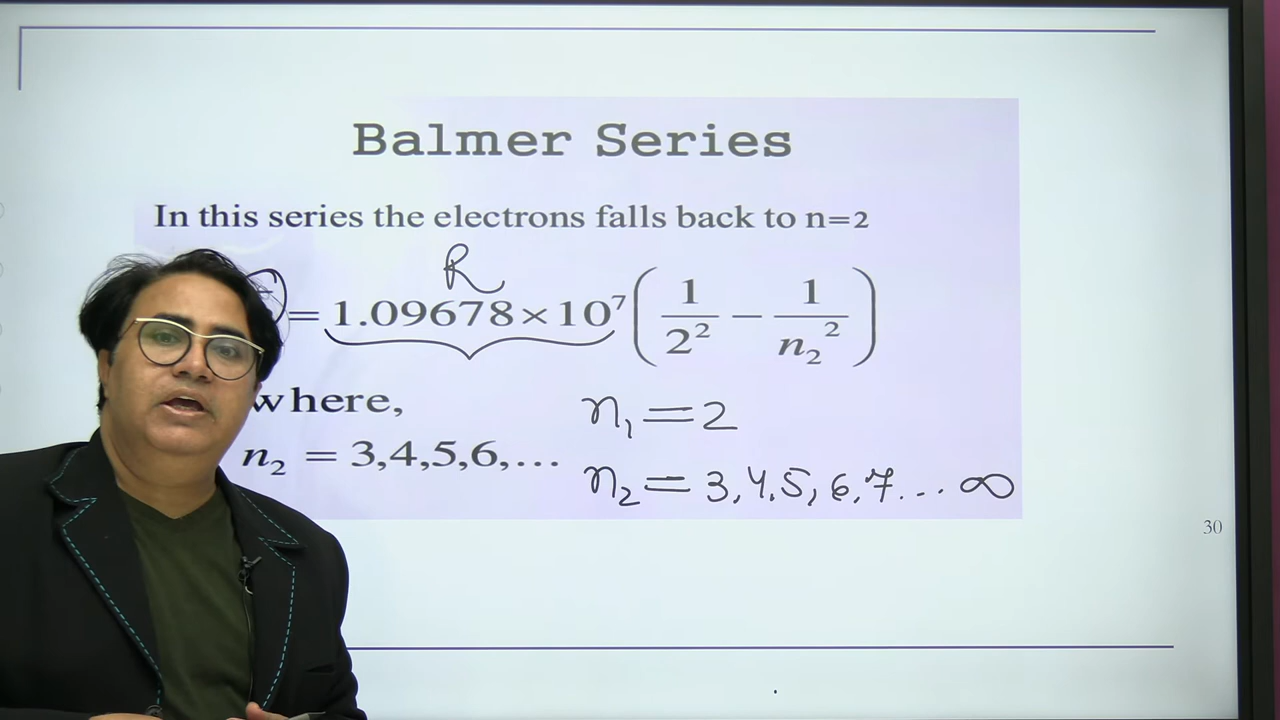 Balmer Series
In this series the electrons falls back to n=2
R
= 1.09678×10⁷ ( 1/2² − 1/n₂² )
where,
n₁ = 2
n₂ = 3,4,5,6,...
n₂ = 3,4,5,6,7... ∞
30